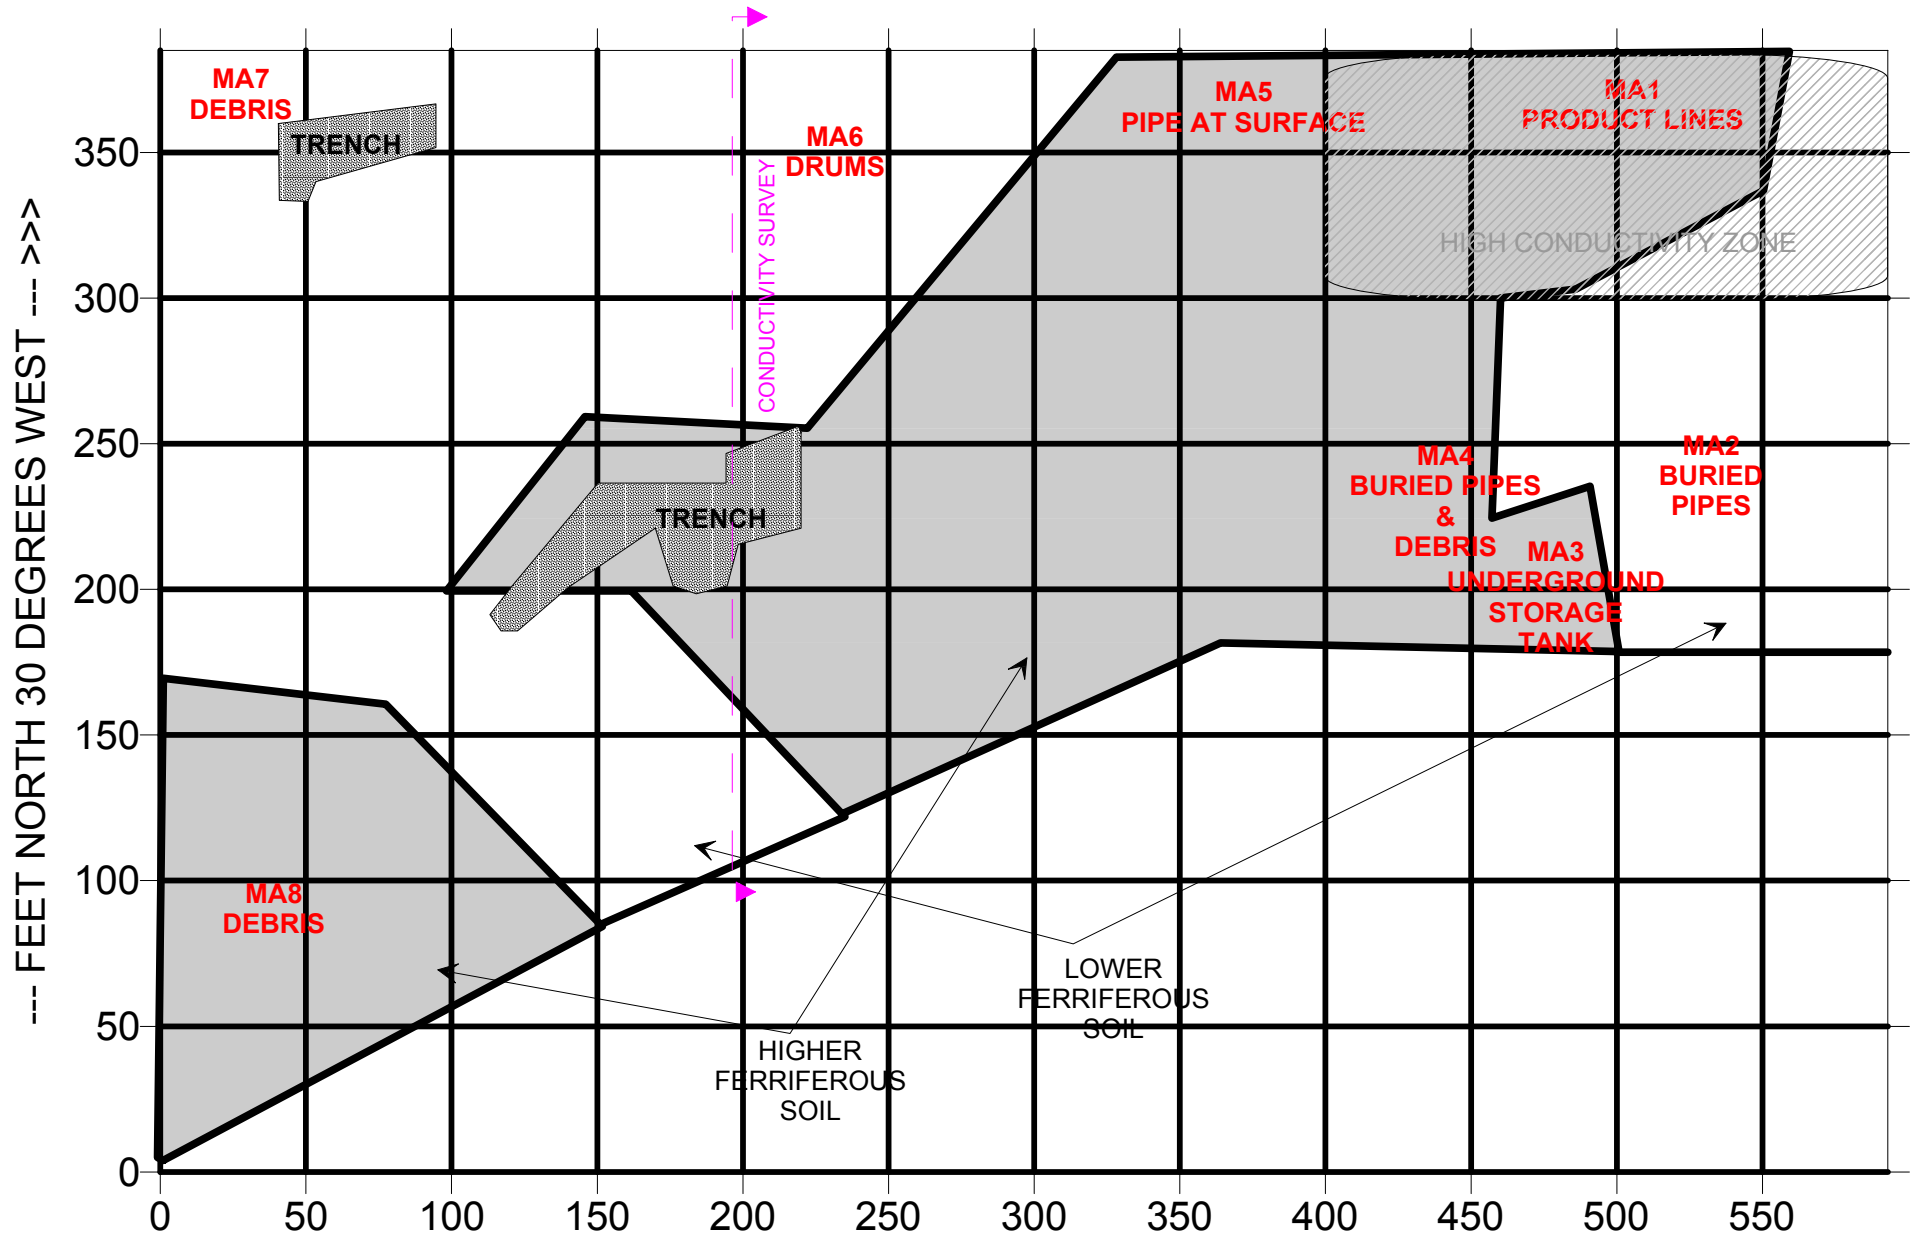 MA7
DEBRIS
TRENCH
MA6
DRUMS
MA5
PIPE AT SURFACE
MA1
PRODUCT LINES
HIGH CONDUCTIVITY ZONE
CONDUCTIVITY SURVEY
--- FEET NORTH 30 DEGREES WEST --- >>>
350
300
250
200
150
100
50
0
TRENCH
MA4
BURIED PIPES
&
DEBRIS
MA2
BURIED
PIPES
MA3
UNDERGROUND
STORAGE
TANK
MA8
DEBRIS
LOWER
FERRIFEROUS
SOIL
HIGHER
FERRIFEROUS
SOIL
0 50 100 150 200 250 300 350 400 450 500 550